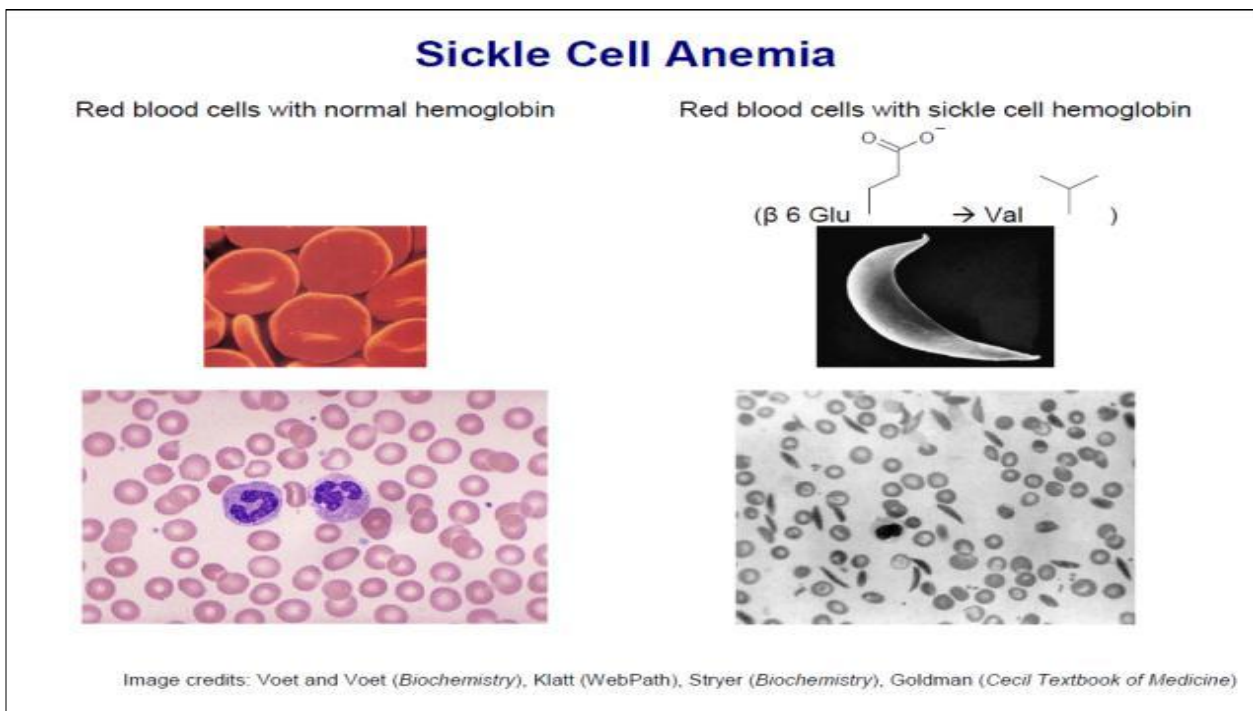 Sickle Cell Anemia
Red blood cells with normal hemoglobin
Red blood cells with sickle cell hemoglobin
O O−
(β 6 Glu → Val )
Image credits: Voet and Voet (Biochemistry), Klatt (WebPath), Stryer (Biochemistry), Goldman (Cecil Textbook of Medicine)